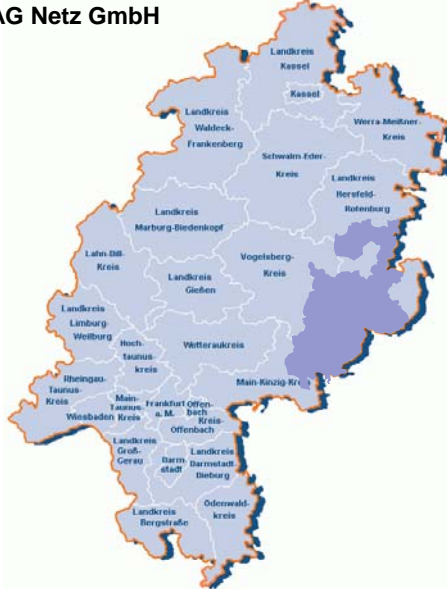 AG Netz GmbH
Landkreis
Kassel
Kassel
Landkreis
Waldeck-
Frankenberg
Werra-Meißner-
Kreis
Schwalm-Eder-
Kreis
Landkreis
Hersfeld-
Rotenburg
Landkreis
Marburg-Biedenkopf
Vogelsberg-
Kreis
Lahn-Dill-
Kreis
Landkreis
Gießen
Landkreis
Limburg-
Weilburg
Hoch-
taunus-
kreis
Wetteraukreis
Rheingau-
Taunus-
Kreis
Main-Kinzig-Kreis
Wiesbaden
Main-
Taunus
Kreis
Frankfurt
a. M.
Offen-
bach
Kreis-
Offenbach
Landkreis
Groß-
Gerau
Darm
stadt
Landkreis
Darmstadt-
Dieburg
Landkreis
Bergstraße
Odenwald-
kreis